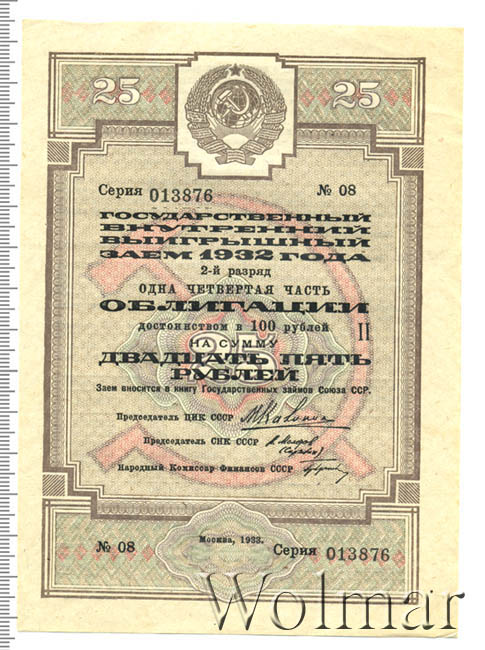 25 25
Серия 013876 № 08
ГОСУДАРСТВЕННЫЙ
ВНУТРЕННИЙ
ВЫИГРЫШНЫЙ
ЗАЕМ 1932 ГОДА
2-й разряд
ОДНА ЧЕТВЕРТАЯ ЧАСТЬ
ОБЛИГАЦИИ
достоинством в 100 рублей II
НА СУММУ
ДВАДЦАТЬ ПЯТЬ
РУБЛЕЙ
Заем вносится в книгу Государственных займов Союза ССР.
Председатель ЦИК СССР
Председатель СНК СССР
Народный Комиссар Финансов СССР
Москва, 1933.
№ 08 Серия 013876
Wolmar